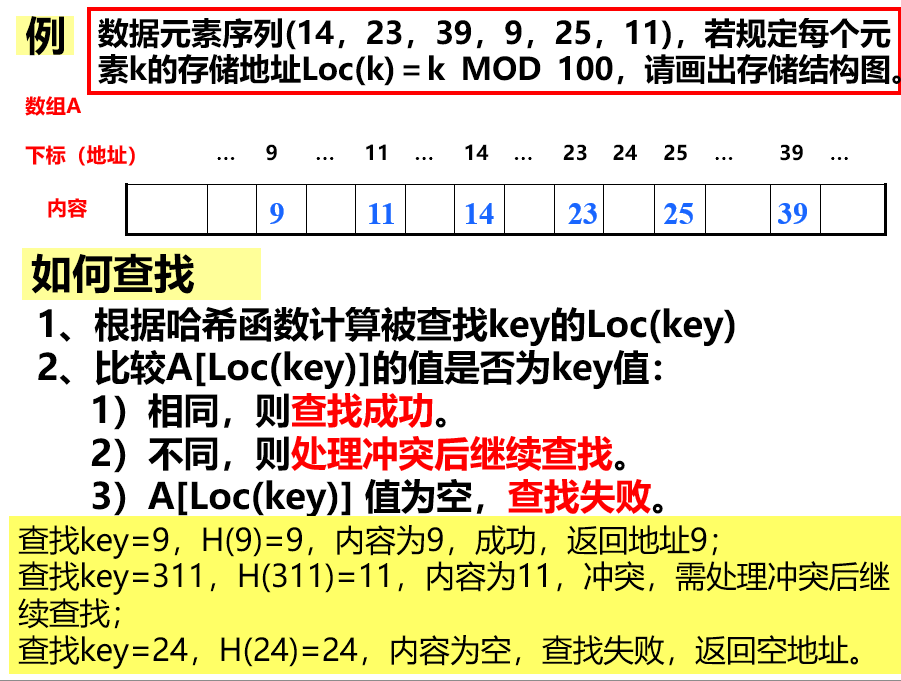 例
数据元素序列(14，23，39，9，25，11)，若规定每个元
素k的存储地址Loc(k)＝k MOD 100，请画出存储结构图。
数组A
下标（地址） … 9 … 11 … 14 … 23 24 25 … 39 …
内容 9 11 14 23 25 39
如何查找
1、根据哈希函数计算被查找key的Loc(key)
2、比较A[Loc(key)]的值是否为key值：
1）相同，则查找成功。
2）不同，则处理冲突后继续查找。
3）A[Loc(key)] 值为空，查找失败。
查找key=9，H(9)=9，内容为9，成功，返回地址9；
查找key=311，H(311)=11，内容为11，冲突，需处理冲突后继
续查找；
查找key=24，H(24)=24，内容为空，查找失败，返回空地址。